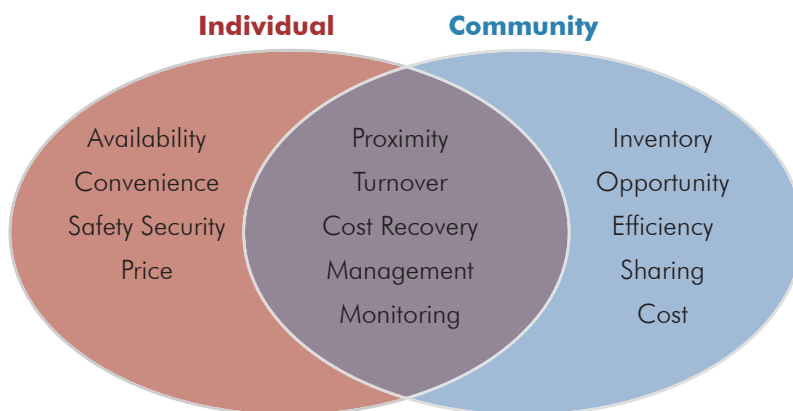 Individual
Community
Availability
Convenience
Safety Security
Price
Proximity
Turnover
Cost Recovery
Management
Monitoring
Inventory
Opportunity
Efficiency
Sharing
Cost